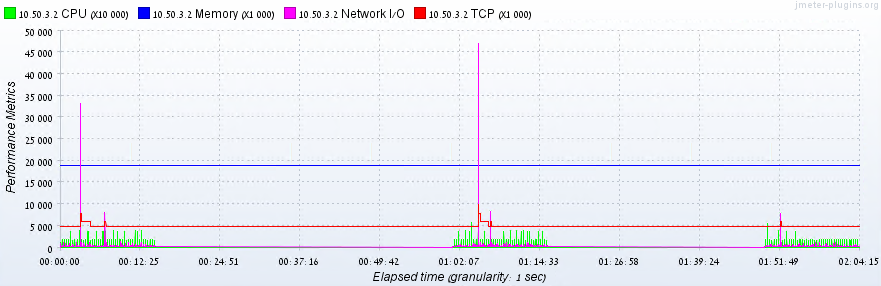 jmeter-plugins.org
10.50.3.2 CPU (X10 000) 10.50.3.2 Memory (X1 000) 10.50.3.2 Network I/O 10.50.3.2 TCP (X1 000)
50 000
45 000
40 000
35 000
30 000
25 000
20 000
15 000
10 000
5 000
0
Performance Metrics
00:00:00 00:12:25 00:24:51 00:37:16 00:49:42 01:02:07 01:14:33 01:26:58 01:39:24 01:51:49 02:04:15
Elapsed time (granularity: 1 sec)